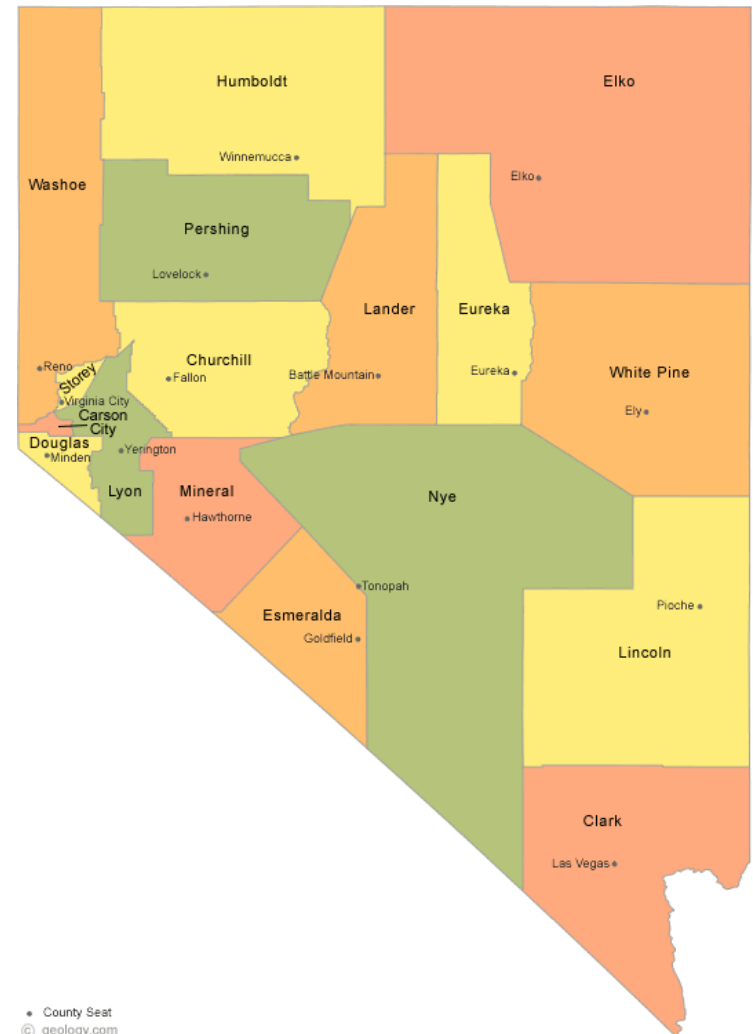 Humboldt
Elko
Winnemucca
Elko
Washoe
Pershing
Lovelock
Lander
Eureka
Churchill
Reno
Storey
Fallon
Battle Mountain
Eureka
White Pine
Virginia City
Carson
City
Ely
Douglas
Minden
Yerington
Lyon
Mineral
Nye
Hawthorne
Tonopah
Esmeralda
Goldfield
Pioche
Lincoln
Clark
Las Vegas
County Seat
© geology.com